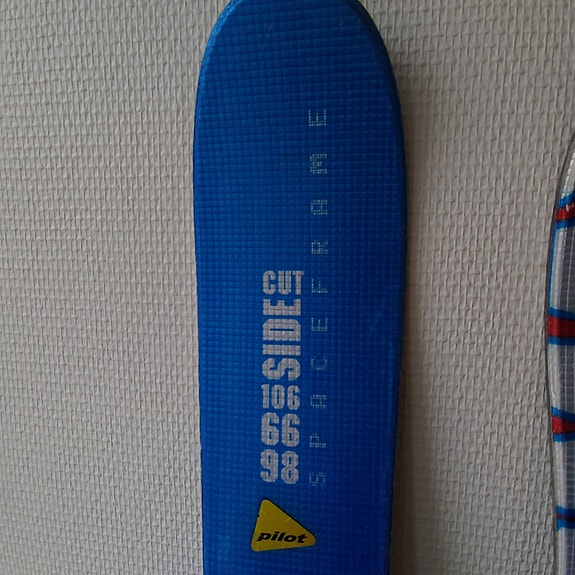 CUT
SIDE
106
66
98
SPACEFRAME
pilot